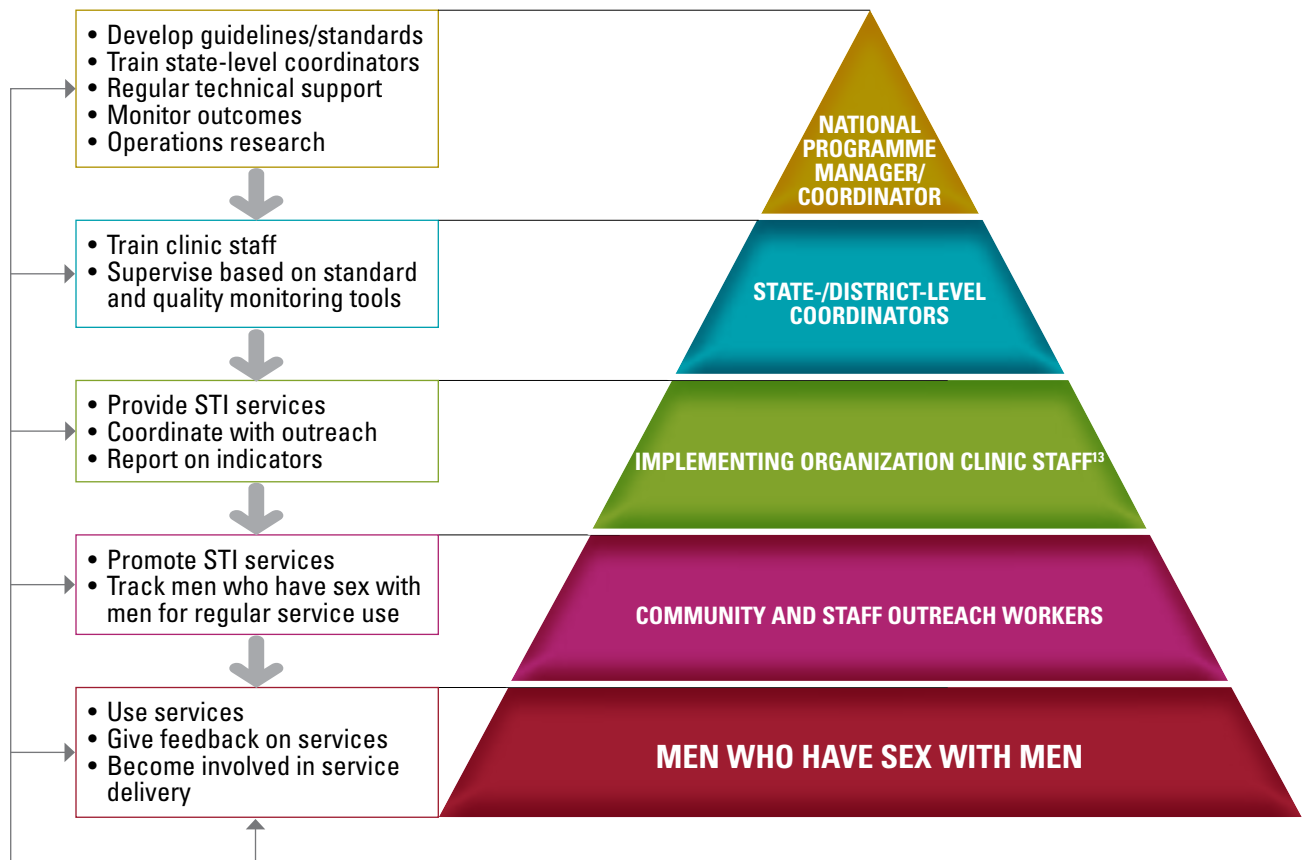 • Develop guidelines/standards
• Train state-level coordinators
• Regular technical support
• Monitor outcomes
• Operations research
NATIONAL
PROGRAMME
MANAGER/
COORDINATOR
• Train clinic staff
• Supervise based on standard
and quality monitoring tools
STATE-/DISTRICT-LEVEL
COORDINATORS
• Provide STI services
• Coordinate with outreach
• Report on indicators
IMPLEMENTING ORGANIZATION CLINIC STAFF¹³
• Promote STI services
• Track men who have sex with
men for regular service use
COMMUNITY AND STAFF OUTREACH WORKERS
• Use services
• Give feedback on services
• Become involved in service
delivery
MEN WHO HAVE SEX WITH MEN